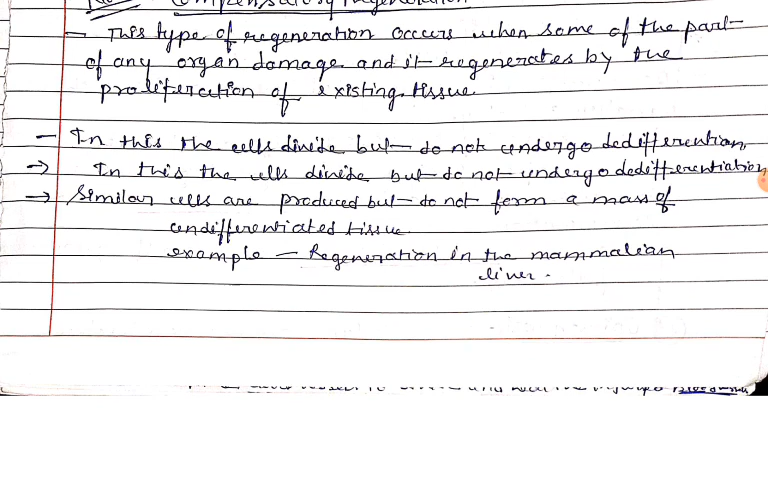 Compensatory Regeneration
- This type of regeneration occurs when some of the part
of any organ damage and it regenerates by the
proliferation of existing tissue
- In this the cells divide but do not undergo dedifferention
→ In this the cells divide but do not undergo dedifferentiation
→ Similar cells are produced but do not form a mass of
undifferentiated tissue
example - Regeneration in the mammalian
liver.